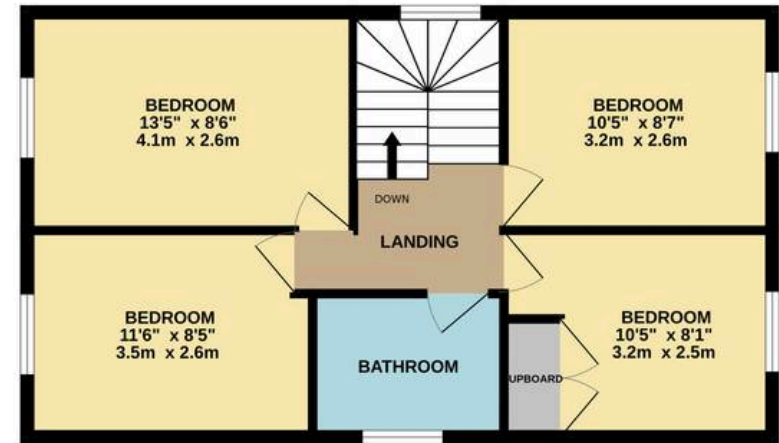 BEDROOM
13'5" x 8'6"
4.1m x 2.6m
BEDROOM
10'5" x 8'7"
3.2m x 2.6m
DOWN
LANDING
BEDROOM
11'6" x 8'5"
3.5m x 2.6m
BEDROOM
10'5" x 8'1"
3.2m x 2.5m
BATHROOM
UPBOARD